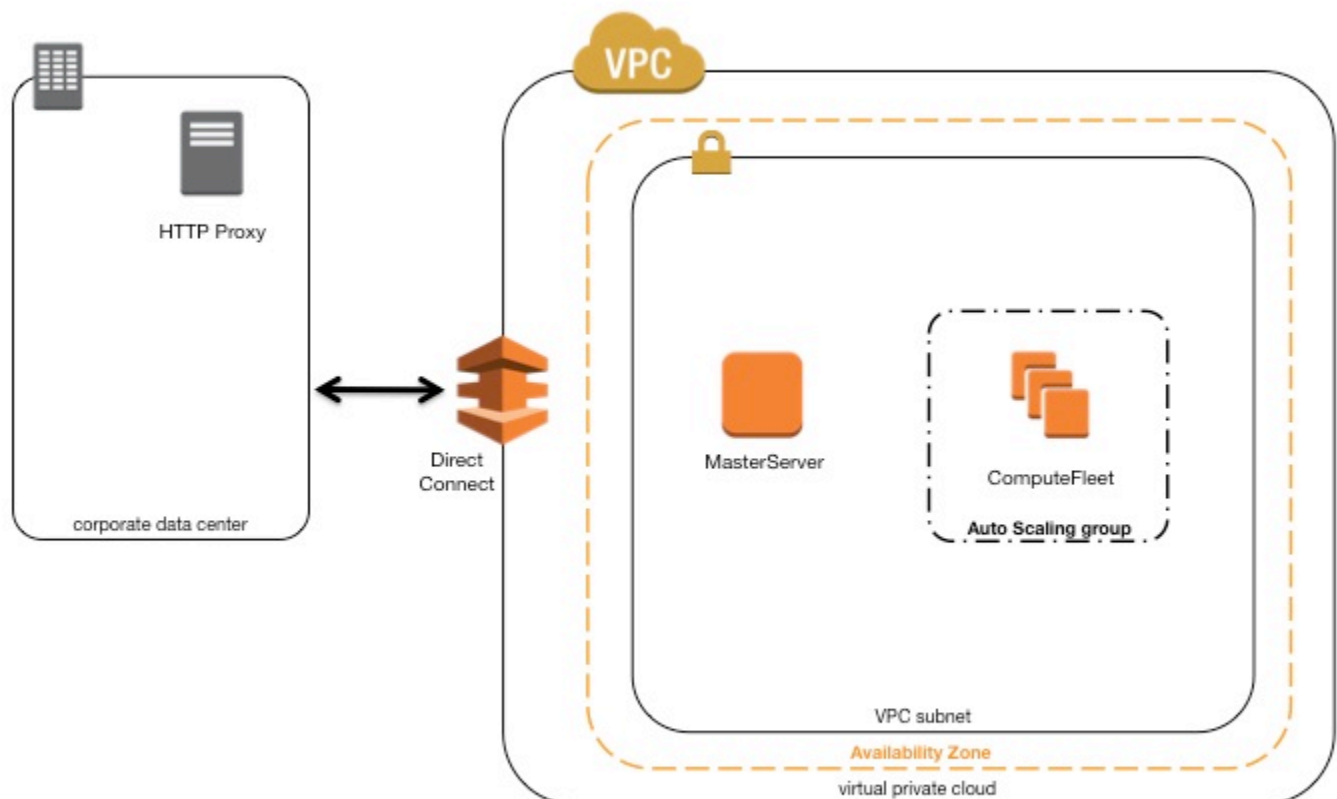 VPC
HTTP Proxy
Direct
Connect
MasterServer
ComputeFleet
Auto Scaling group
corporate data center
VPC subnet
Availability Zone
virtual private cloud